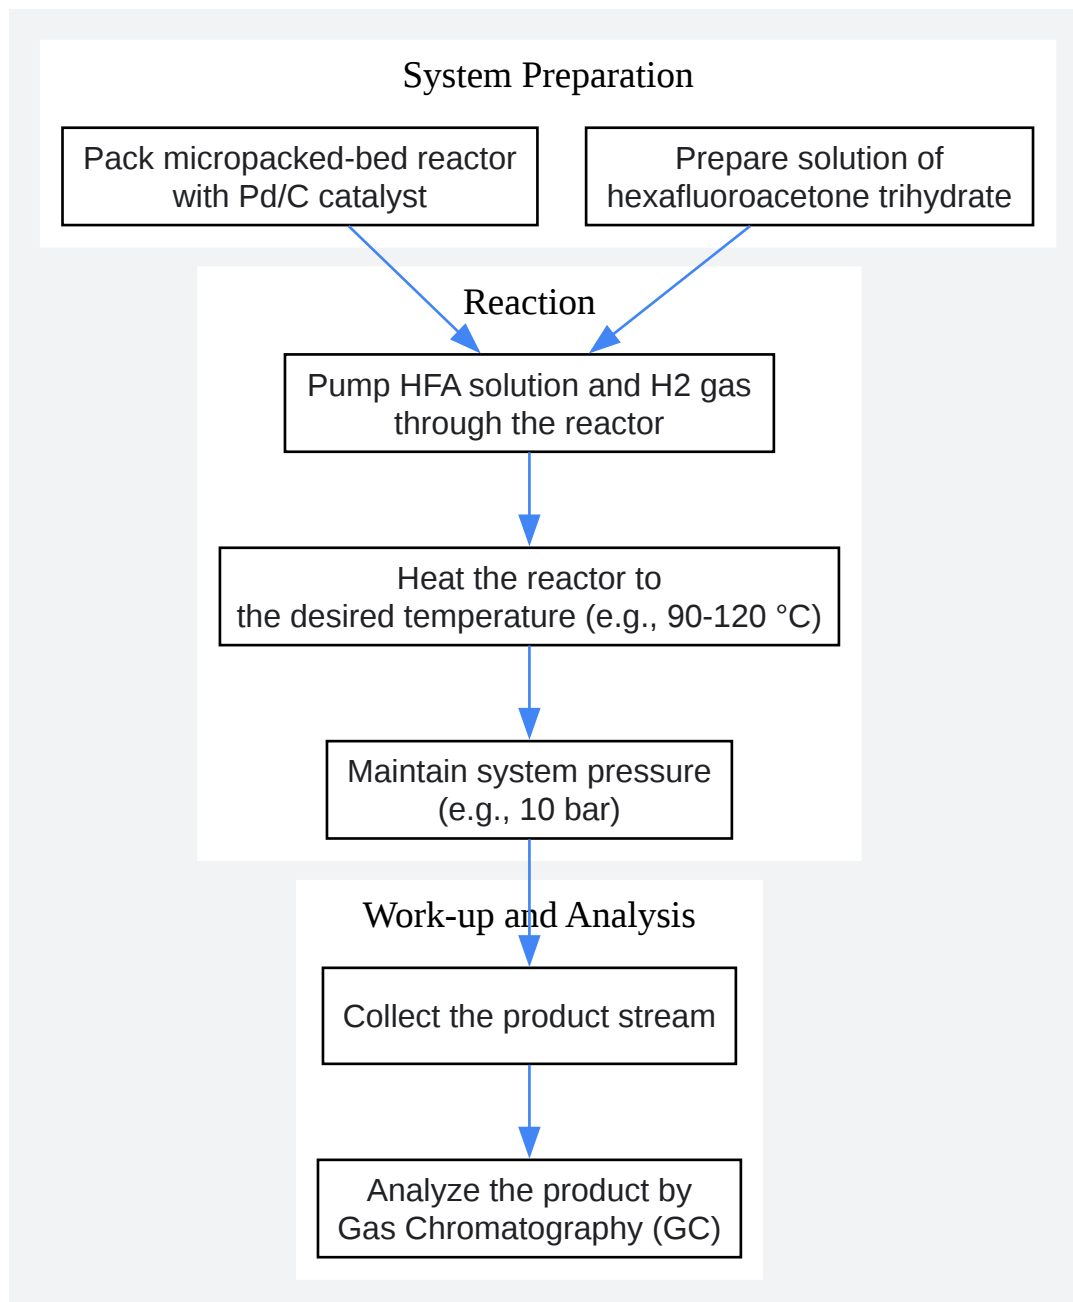 System Preparation
Pack micropacked-bed reactor
with Pd/C catalyst
Prepare solution of
hexafluoroacetone trihydrate
Reaction
Pump HFA solution and H2 gas
through the reactor
Heat the reactor to
the desired temperature (e.g., 90-120 °C)
Maintain system pressure
(e.g., 10 bar)
Work-up and Analysis
Collect the product stream
Analyze the product by
Gas Chromatography (GC)